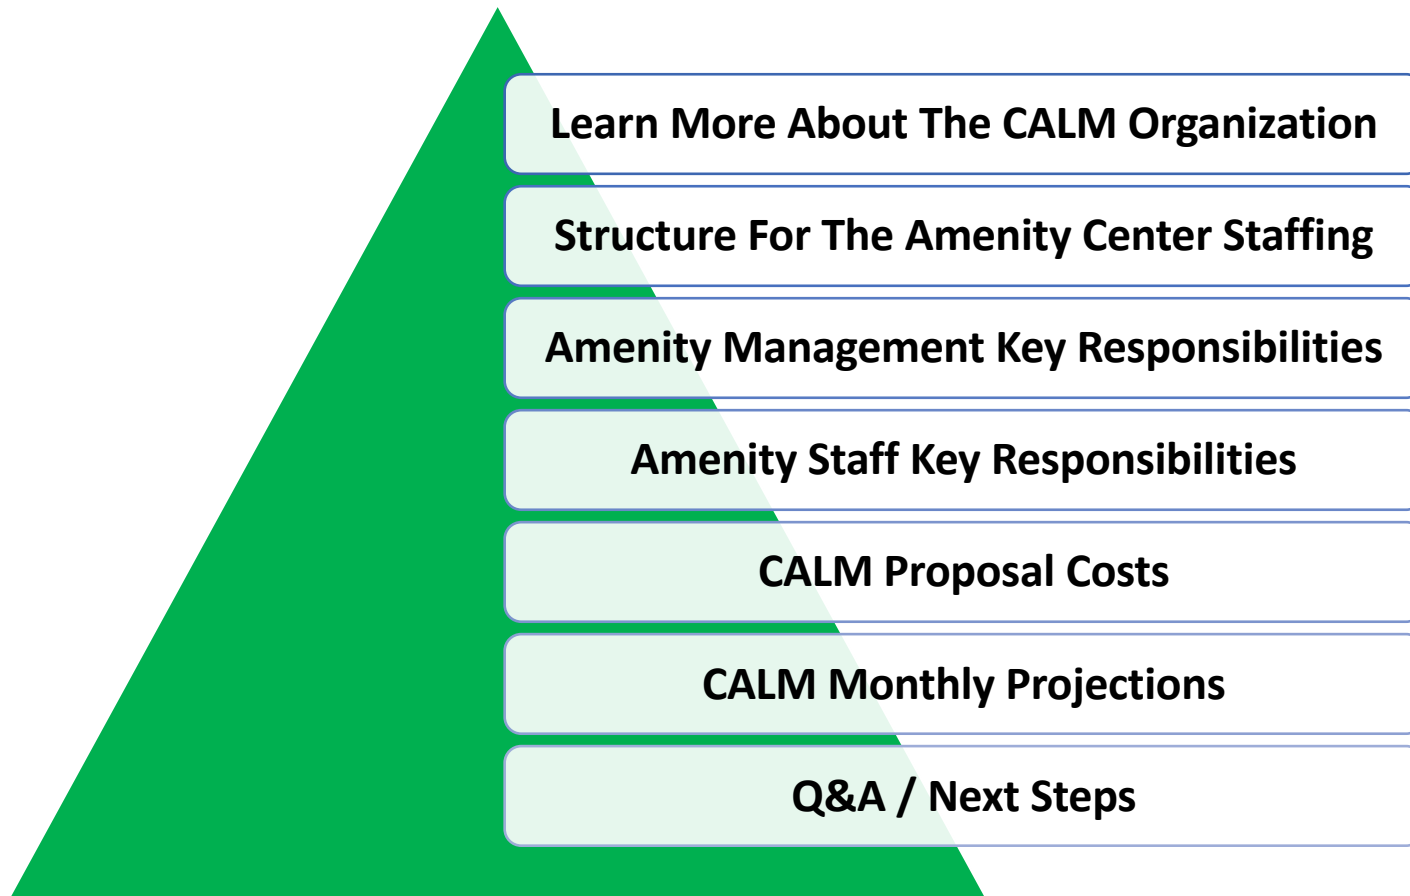 Learn More About The CALM Organization
Structure For The Amenity Center Staffing
Amenity Management Key Responsibilities
Amenity Staff Key Responsibilities
CALM Proposal Costs
CALM Monthly Projections
Q&A / Next Steps